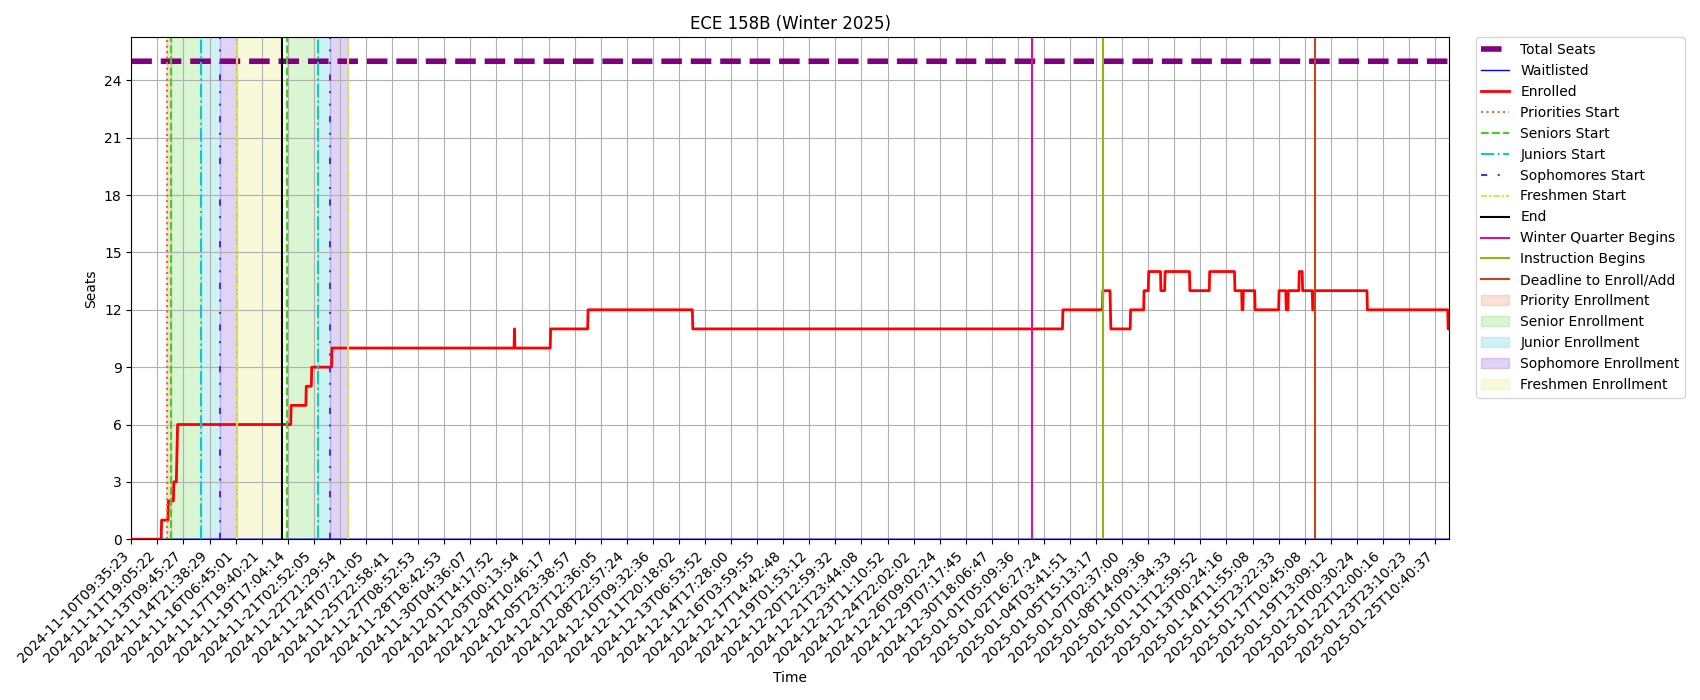 ECE 158B (Winter 2025)
Seats
24
21
18
15
12
9
6
3
0
2024-11-10T09:35:23
2024-11-11T19:05:22
2024-11-13T09:45:27
2024-11-14T21:38:29
2024-11-16T06:45:01
2024-11-17T19:40:21
2024-11-19T17:04:14
2024-11-21T02:52:05
2024-11-22T21:29:54
2024-11-24T07:21:05
2024-11-25T22:58:41
2024-11-27T08:52:53
2024-11-28T18:42:53
2024-11-30T04:36:07
2024-12-01T14:17:52
2024-12-03T00:13:54
2024-12-04T10:46:17
2024-12-05T23:38:57
2024-12-07T12:36:05
2024-12-08T22:57:24
2024-12-10T09:32:36
2024-12-11T20:18:02
2024-12-13T06:53:52
2024-12-14T17:28:00
2024-12-16T03:59:55
2024-12-17T14:42:48
2024-12-19T01:53:12
2024-12-20T12:59:32
2024-12-21T23:44:08
2024-12-23T11:10:52
2024-12-24T22:02:02
2024-12-26T09:02:24
2024-12-29T07:17:45
2024-12-30T18:06:47
2025-01-01T05:09:36
2025-01-02T16:27:24
2025-01-04T03:41:51
2025-01-05T15:13:17
2025-01-07T02:37:00
2025-01-08T14:09:36
2025-01-10T01:34:33
2025-01-11T12:59:52
2025-01-13T00:24:16
2025-01-14T11:55:08
2025-01-15T23:22:33
2025-01-17T10:45:08
2025-01-19T13:09:12
2025-01-21T00:30:24
2025-01-22T12:00:16
2025-01-23T23:10:23
2025-01-25T10:40:37
Time
Total Seats
Waitlisted
Enrolled
Priorities Start
Seniors Start
Juniors Start
Sophomores Start
Freshmen Start
End
Winter Quarter Begins
Instruction Begins
Deadline to Enroll/Add
Priority Enrollment
Senior Enrollment
Junior Enrollment
Sophomore Enrollment
Freshmen Enrollment